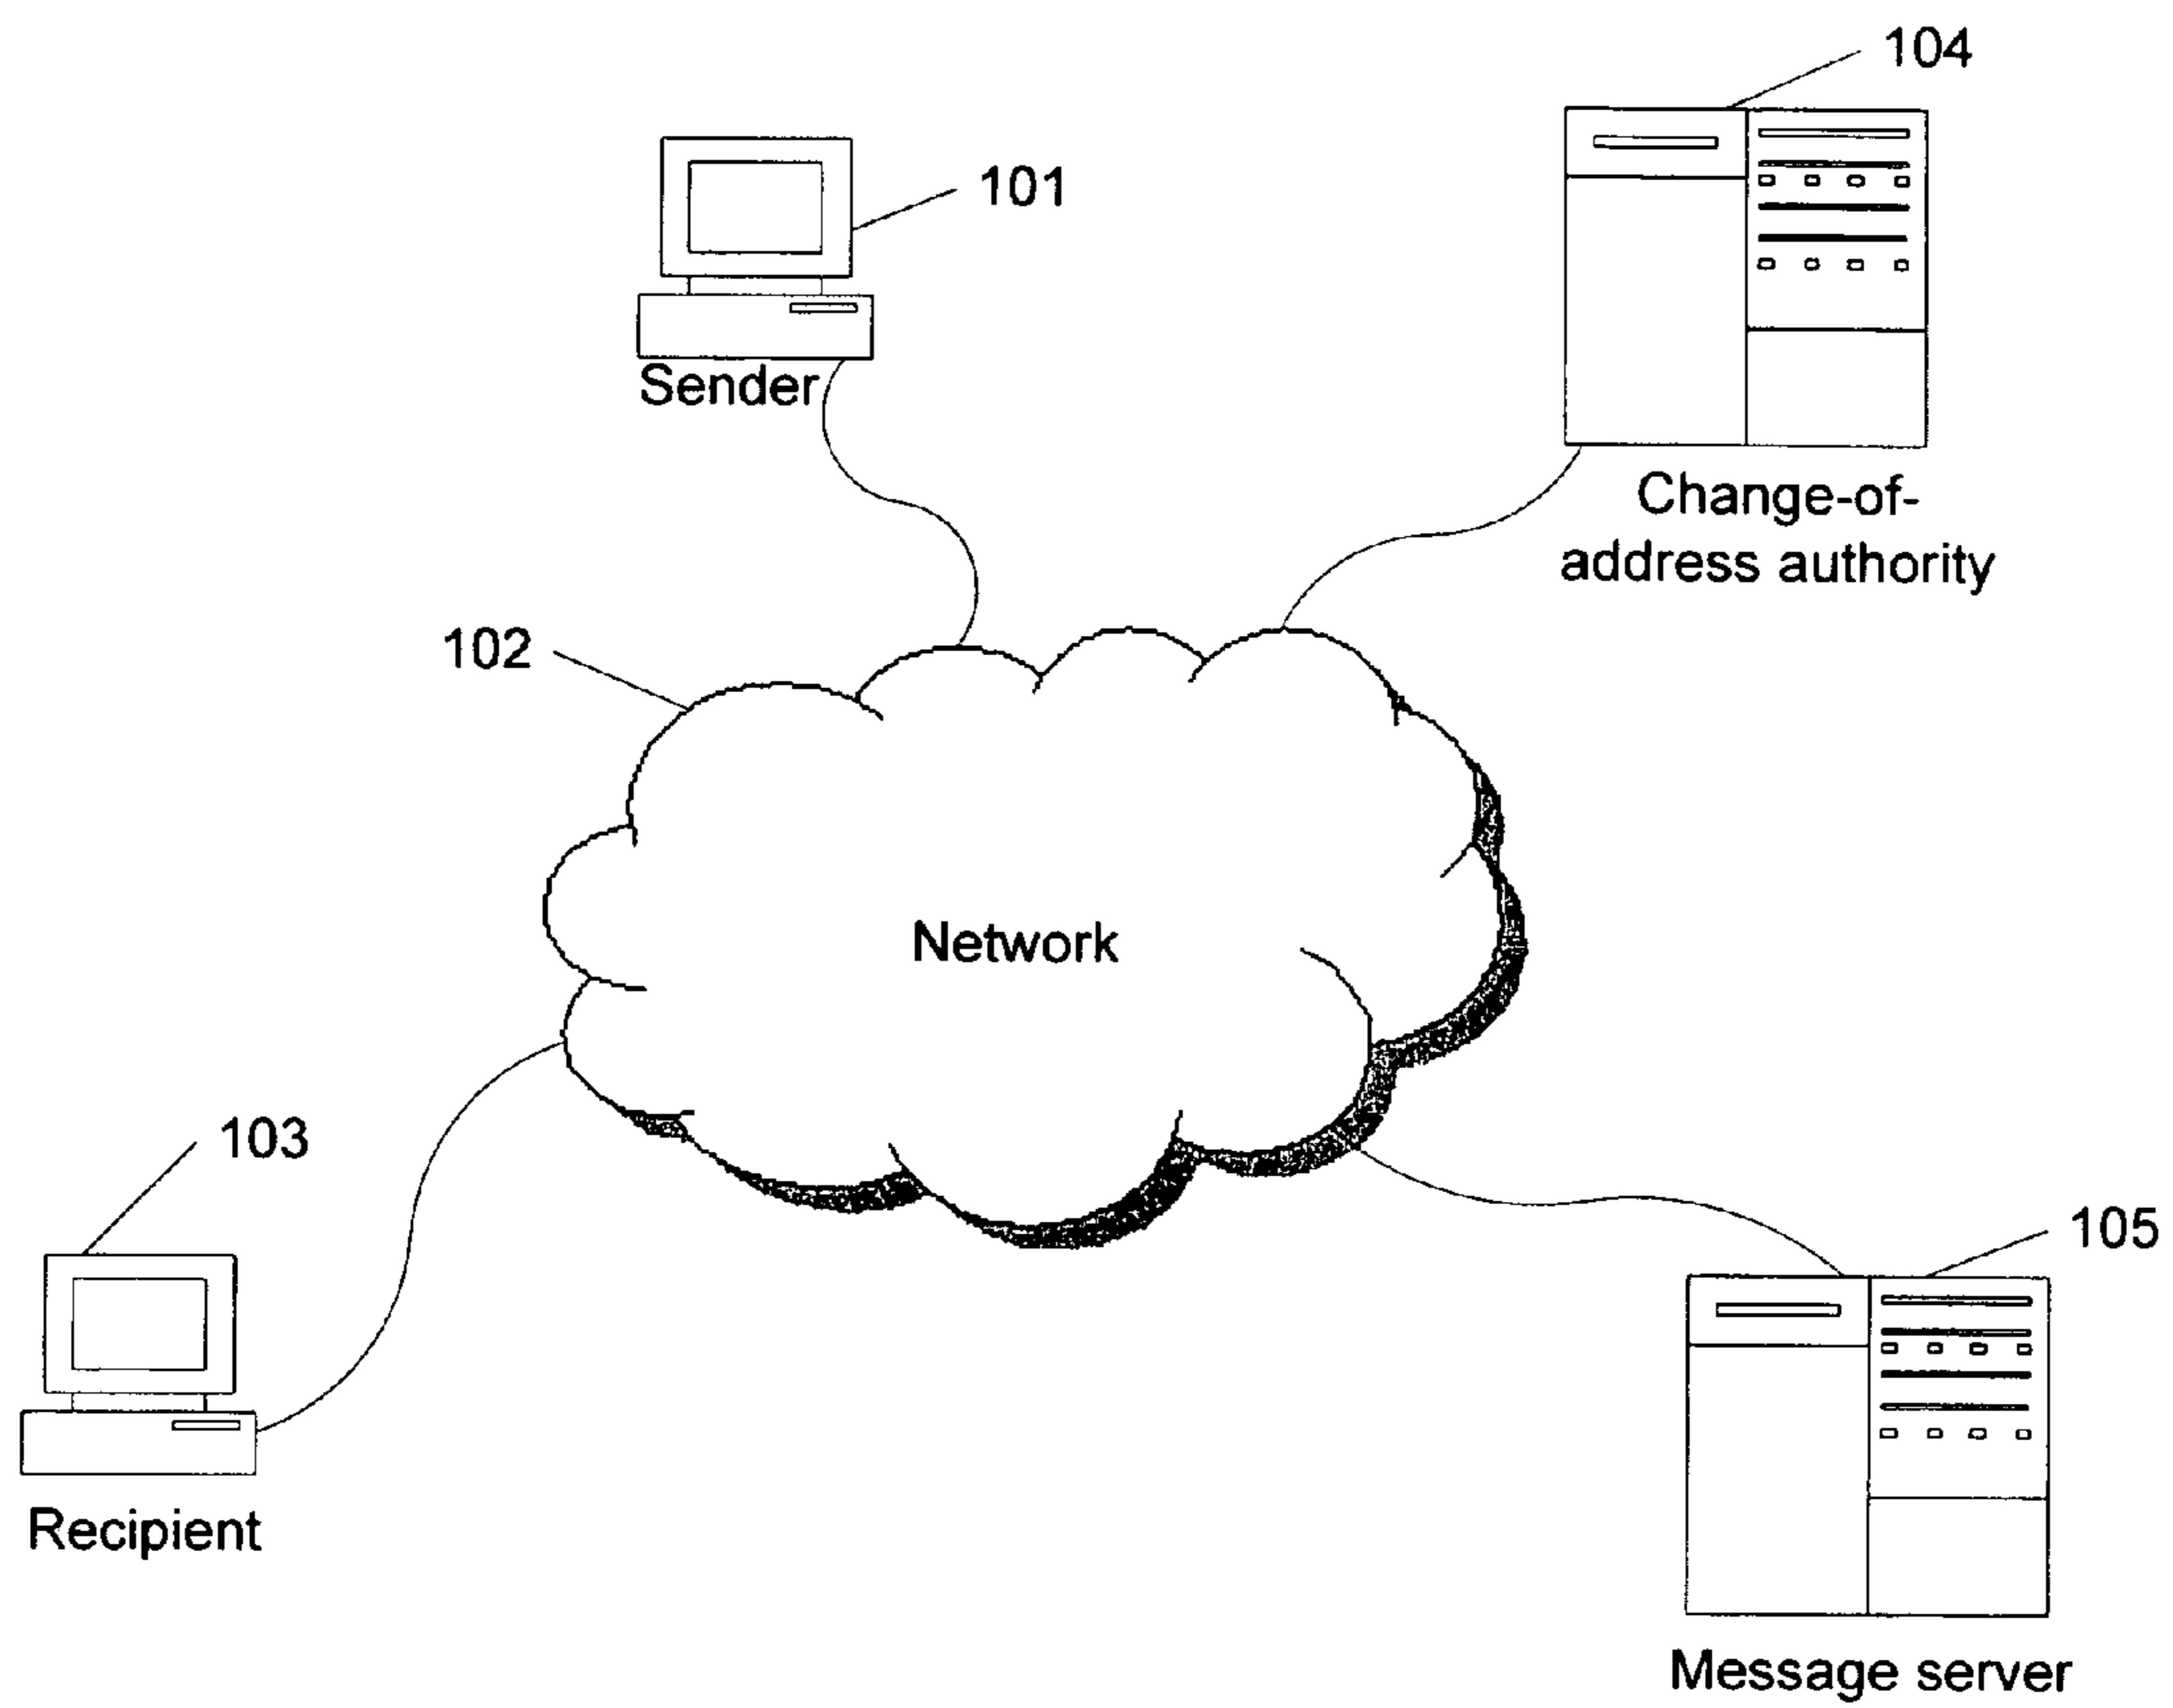 104
101
Sender
Change-of-
address authority
102
Network
103
105
Recipient
Message server